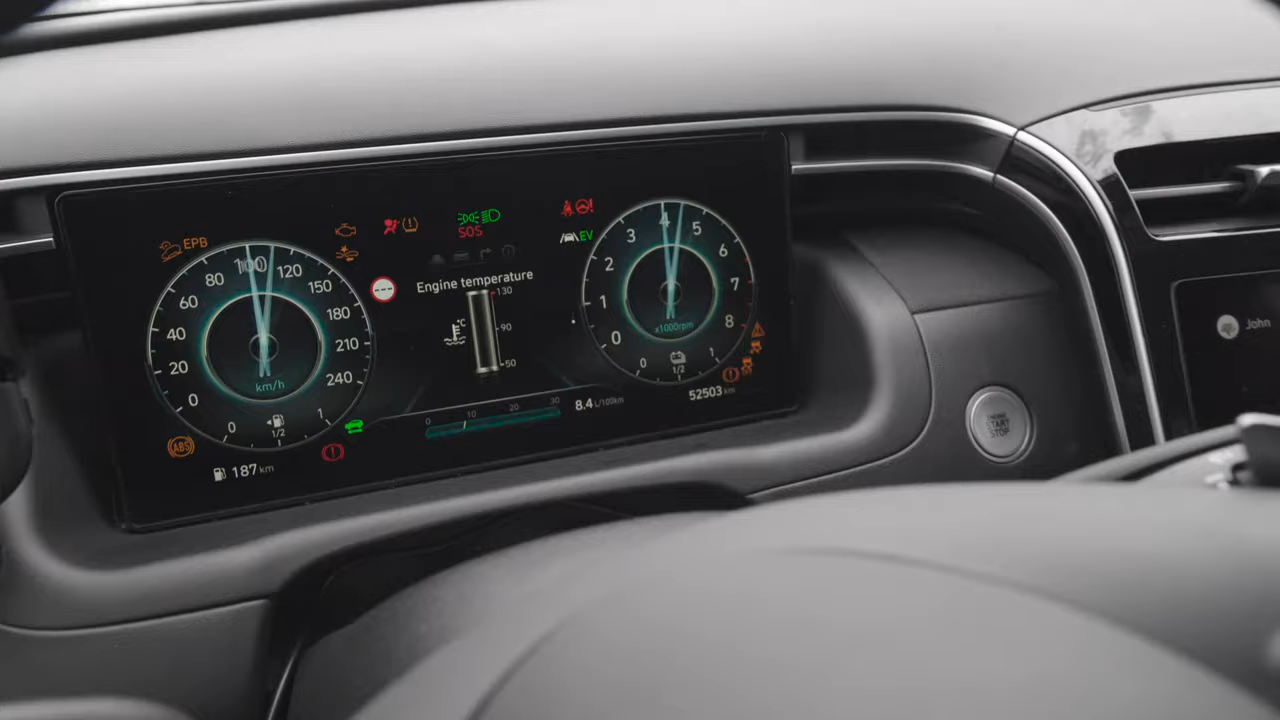 EPB
SOS
EV
Engine temperature
130
°C
90
50
0
20
40
60
80
100
120
150
180
210
240
km/h
0
1/2
1
0
1
2
3
4
5
6
7
8
x1000rpm
0
1/2
1
ABS
0
10
20
30
8.4 L/100km
52503 km
187 km
ENGINE
START
STOP
John